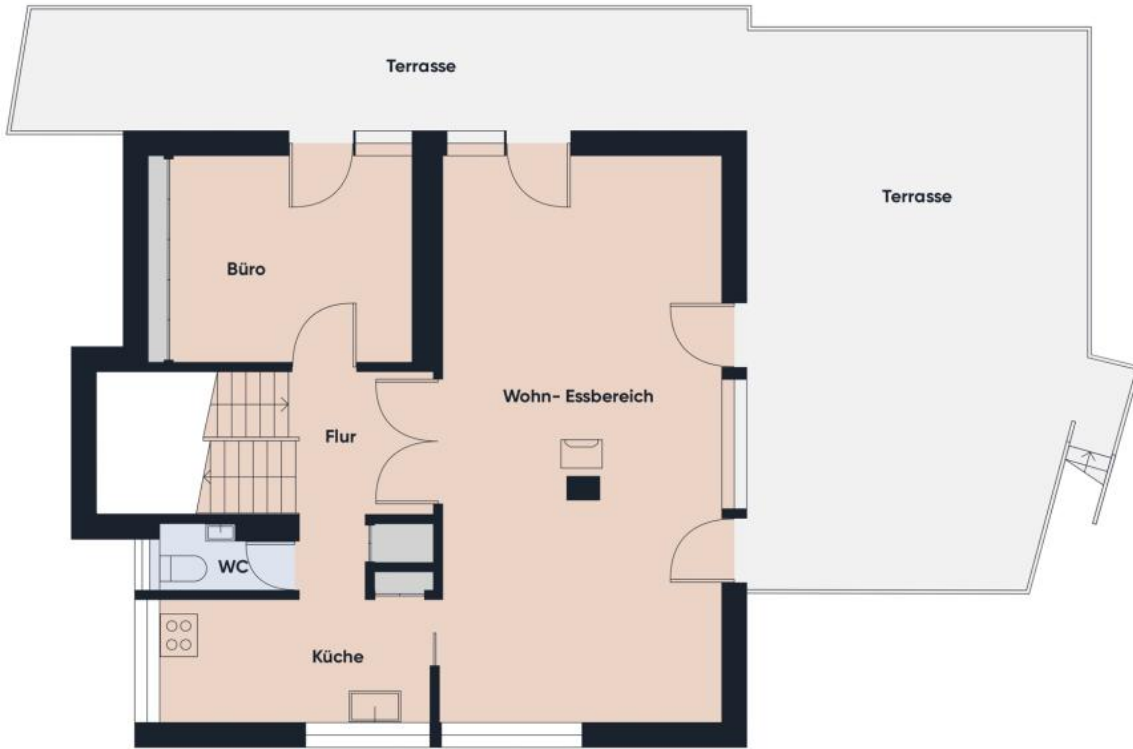 Terrasse
Terrasse
Büro
Wohn- Essbereich
Flur
WC
Küche